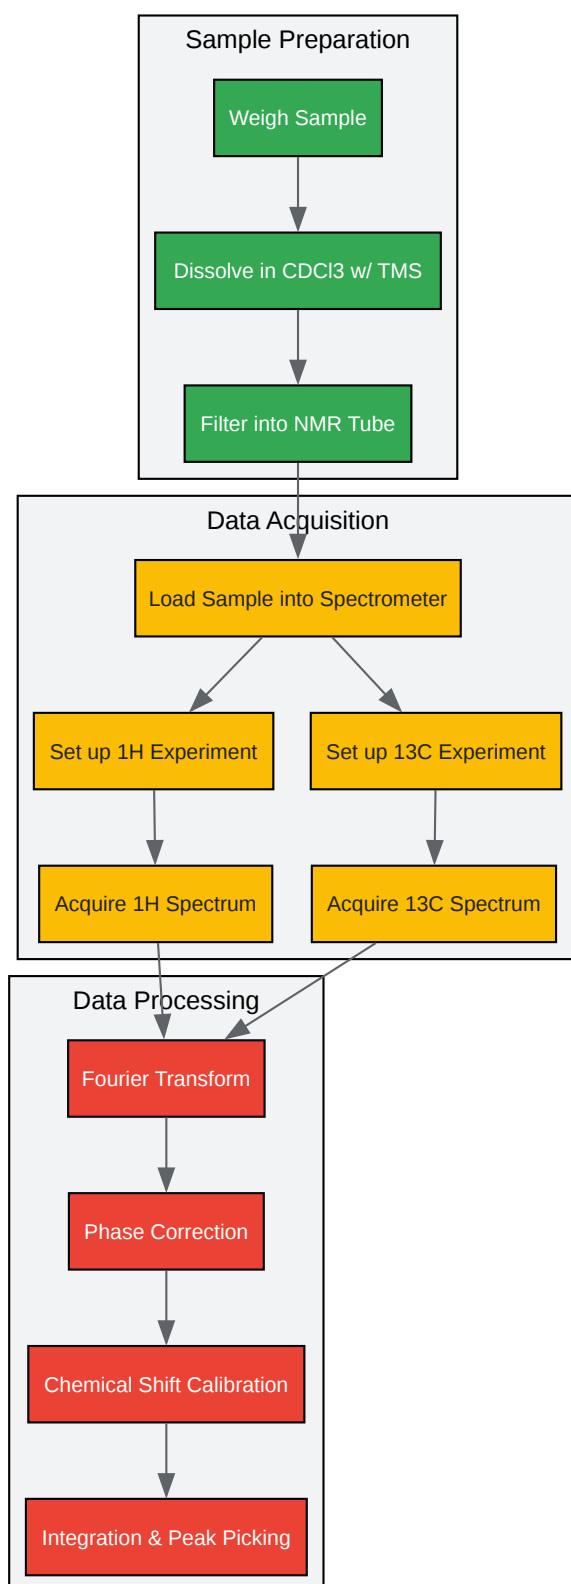 Sample Preparation
Weigh Sample
Dissolve in CDCl3 w/ TMS
Filter into NMR Tube
Data Acquisition
Load Sample into Spectrometer
Set up 1H Experiment
Set up 13C Experiment
Acquire 1H Spectrum
Acquire 13C Spectrum
Data Processing
Fourier Transform
Phase Correction
Chemical Shift Calibration
Integration & Peak Picking